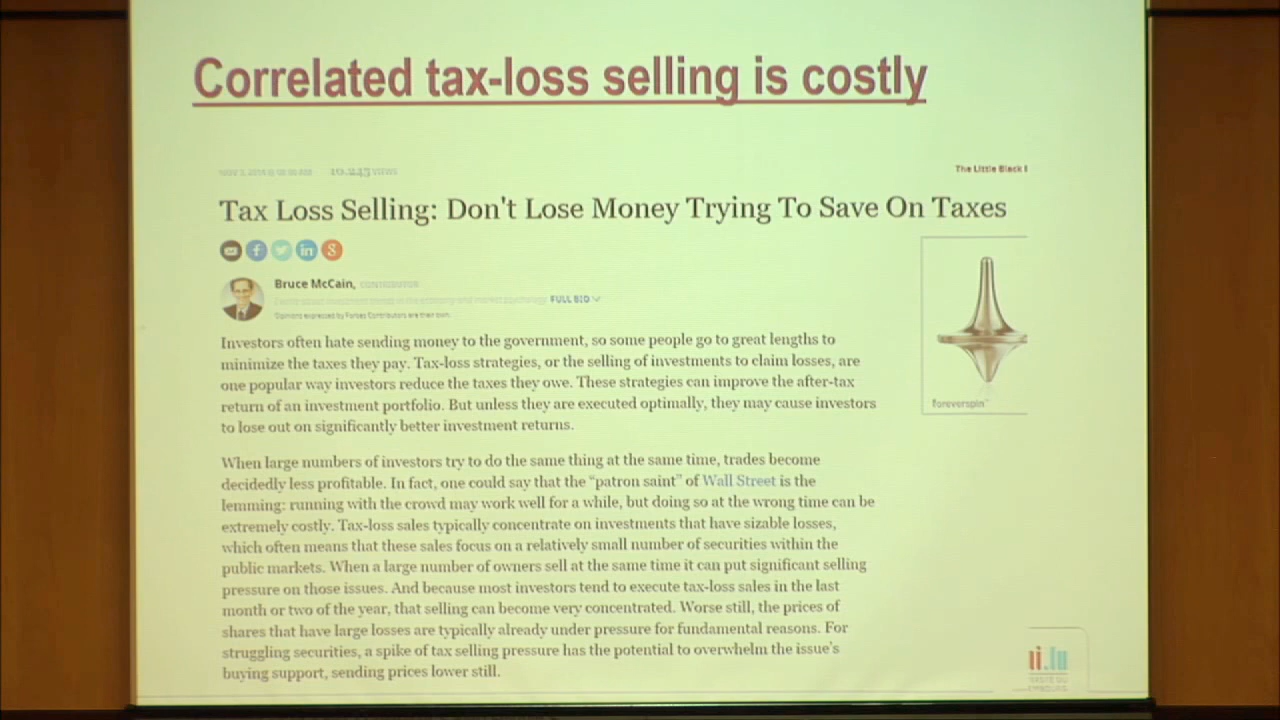 Correlated tax-loss selling is costly
VIEWS
The Little Black
Tax Loss Selling: Don't Lose Money Trying To Save On Taxes
Bruce McCain, CONTRIBUTOR
FULL BIO
Opinions expressed by Forbes Contributors are their own.
Investors often hate sending money to the government, so some people go to great lengths to
minimize the taxes they pay. Tax-loss strategies, or the selling of investments to claim losses, are
one popular way investors reduce the taxes they owe. These strategies can improve the after-tax
return of an investment portfolio. But unless they are executed optimally, they may cause investors
to lose out on significantly better investment returns.
foreverspin
When large numbers of investors try to do the same thing at the same time, trades become
decidedly less profitable. In fact, one could say that the “patron saint” of Wall Street is the
lemming: running with the crowd may work well for a while, but doing so at the wrong time can be
extremely costly. Tax-loss sales typically concentrate on investments that have sizable losses,
which often means that these sales focus on a relatively small number of securities within the
public markets. When a large number of owners sell at the same time it can put significant selling
pressure on those issues. And because most investors tend to execute tax-loss sales in the last
month or two of the year, that selling can become very concentrated. Worse still, the prices of
shares that have large losses are typically already under pressure for fundamental reasons. For
struggling securities, a spike of tax selling pressure has the potential to overwhelm the issue's
buying support, sending prices lower still.
ii.lu